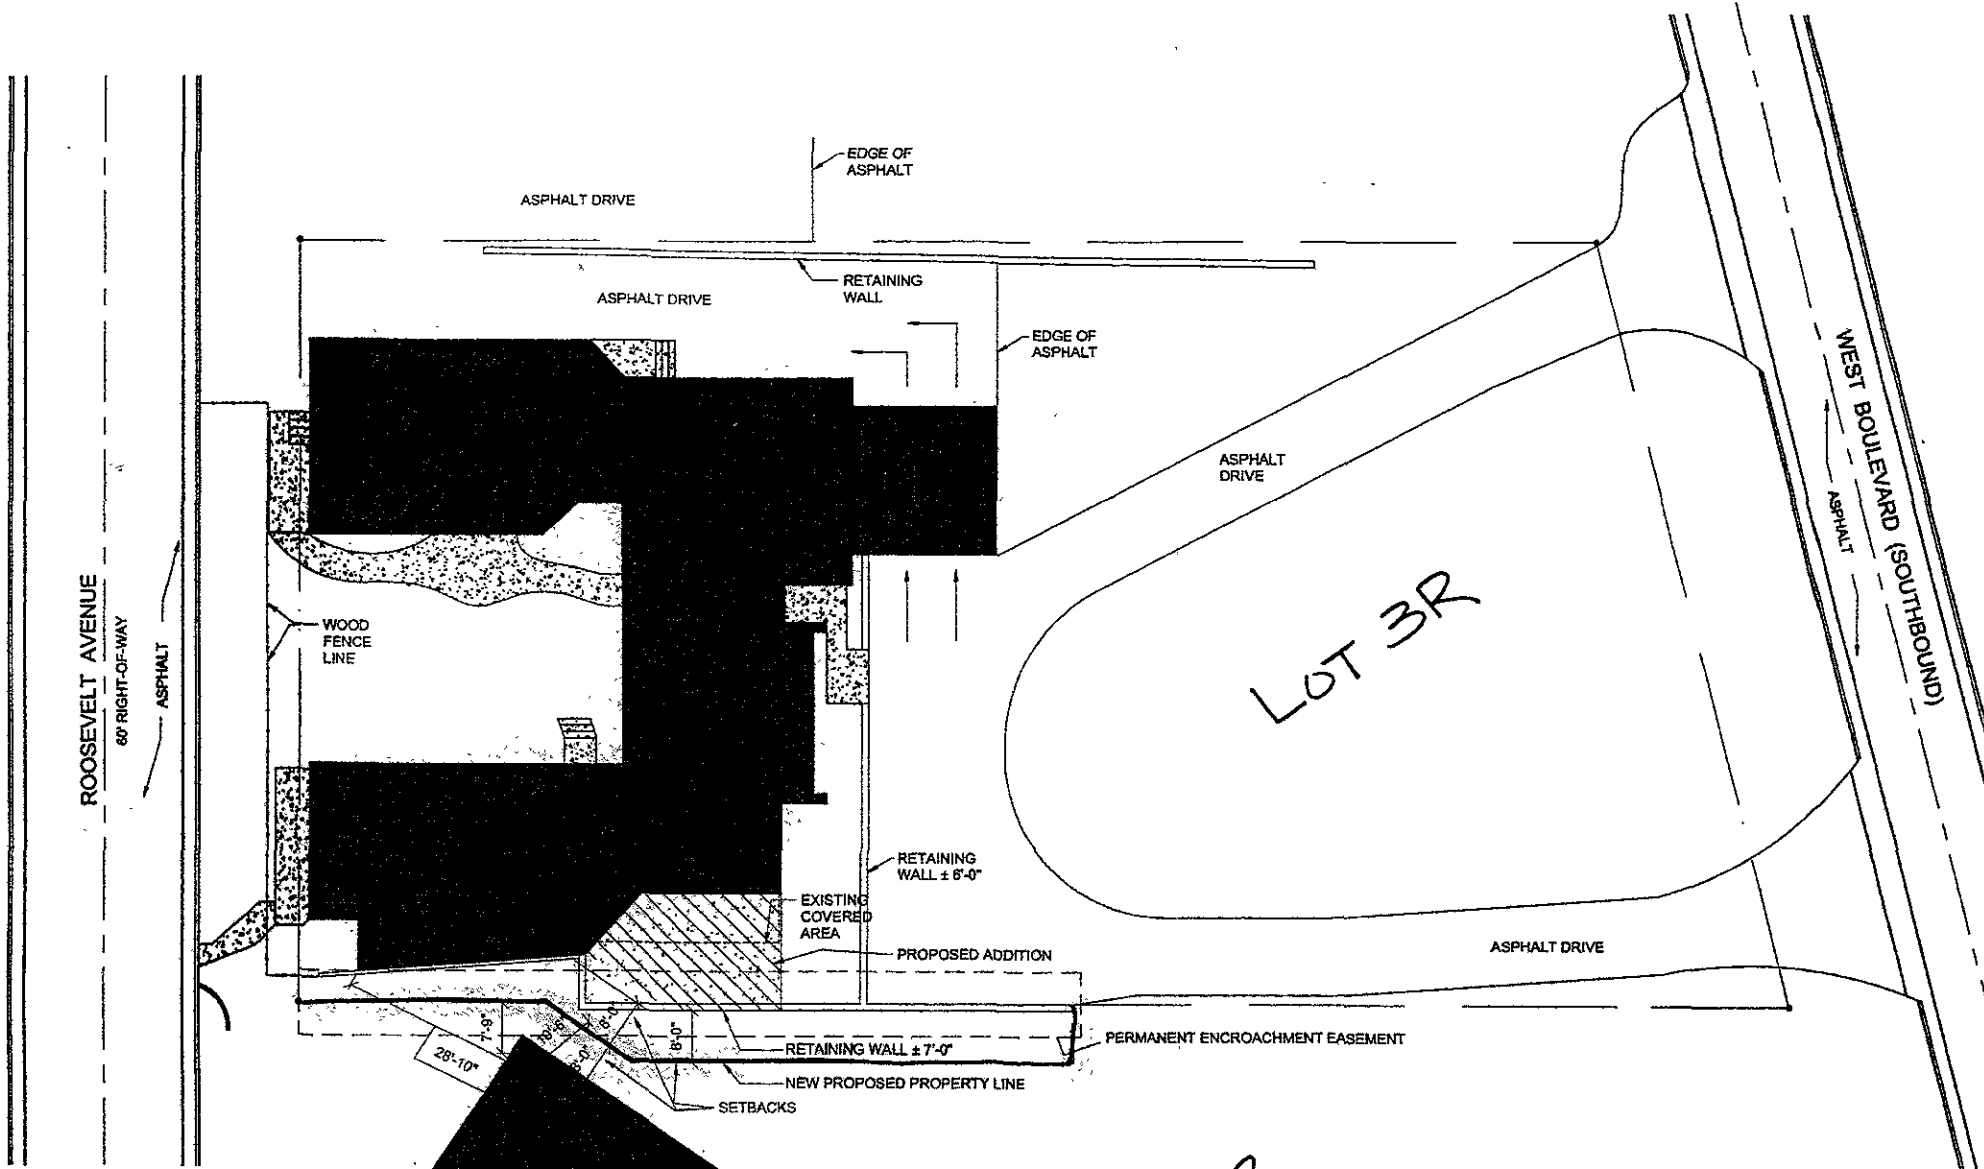 EDGE OF
ASPHALT
ASPHALT DRIVE
RETAINING
WALL
ASPHALT DRIVE
EDGE OF
ASPHALT
WEST BOULEVARD (SOUTHBOUND)
ASPHALT
ASPHALT
DRIVE
LOT 3R
ROOSEVELT AVENUE
60' RIGHT-OF-WAY
ASPHALT
WOOD
FENCE
LINE
RETAINING
WALL ± 6'-0"
EXISTING
COVERED
AREA
PROPOSED ADDITION
ASPHALT DRIVE
7'-9"
8'-0"
8'-0"
28'-10"
RETAINING WALL ± 7'-0"
PERMANENT ENCROACHMENT EASEMENT
NEW PROPOSED PROPERTY LINE
SETBACKS